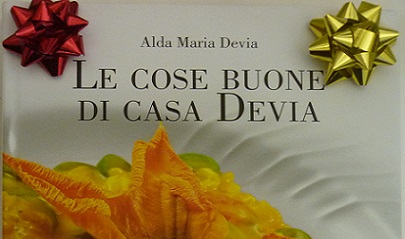 Alda Maria Devia
LE COSE BUONE
DI CASA DEVIA